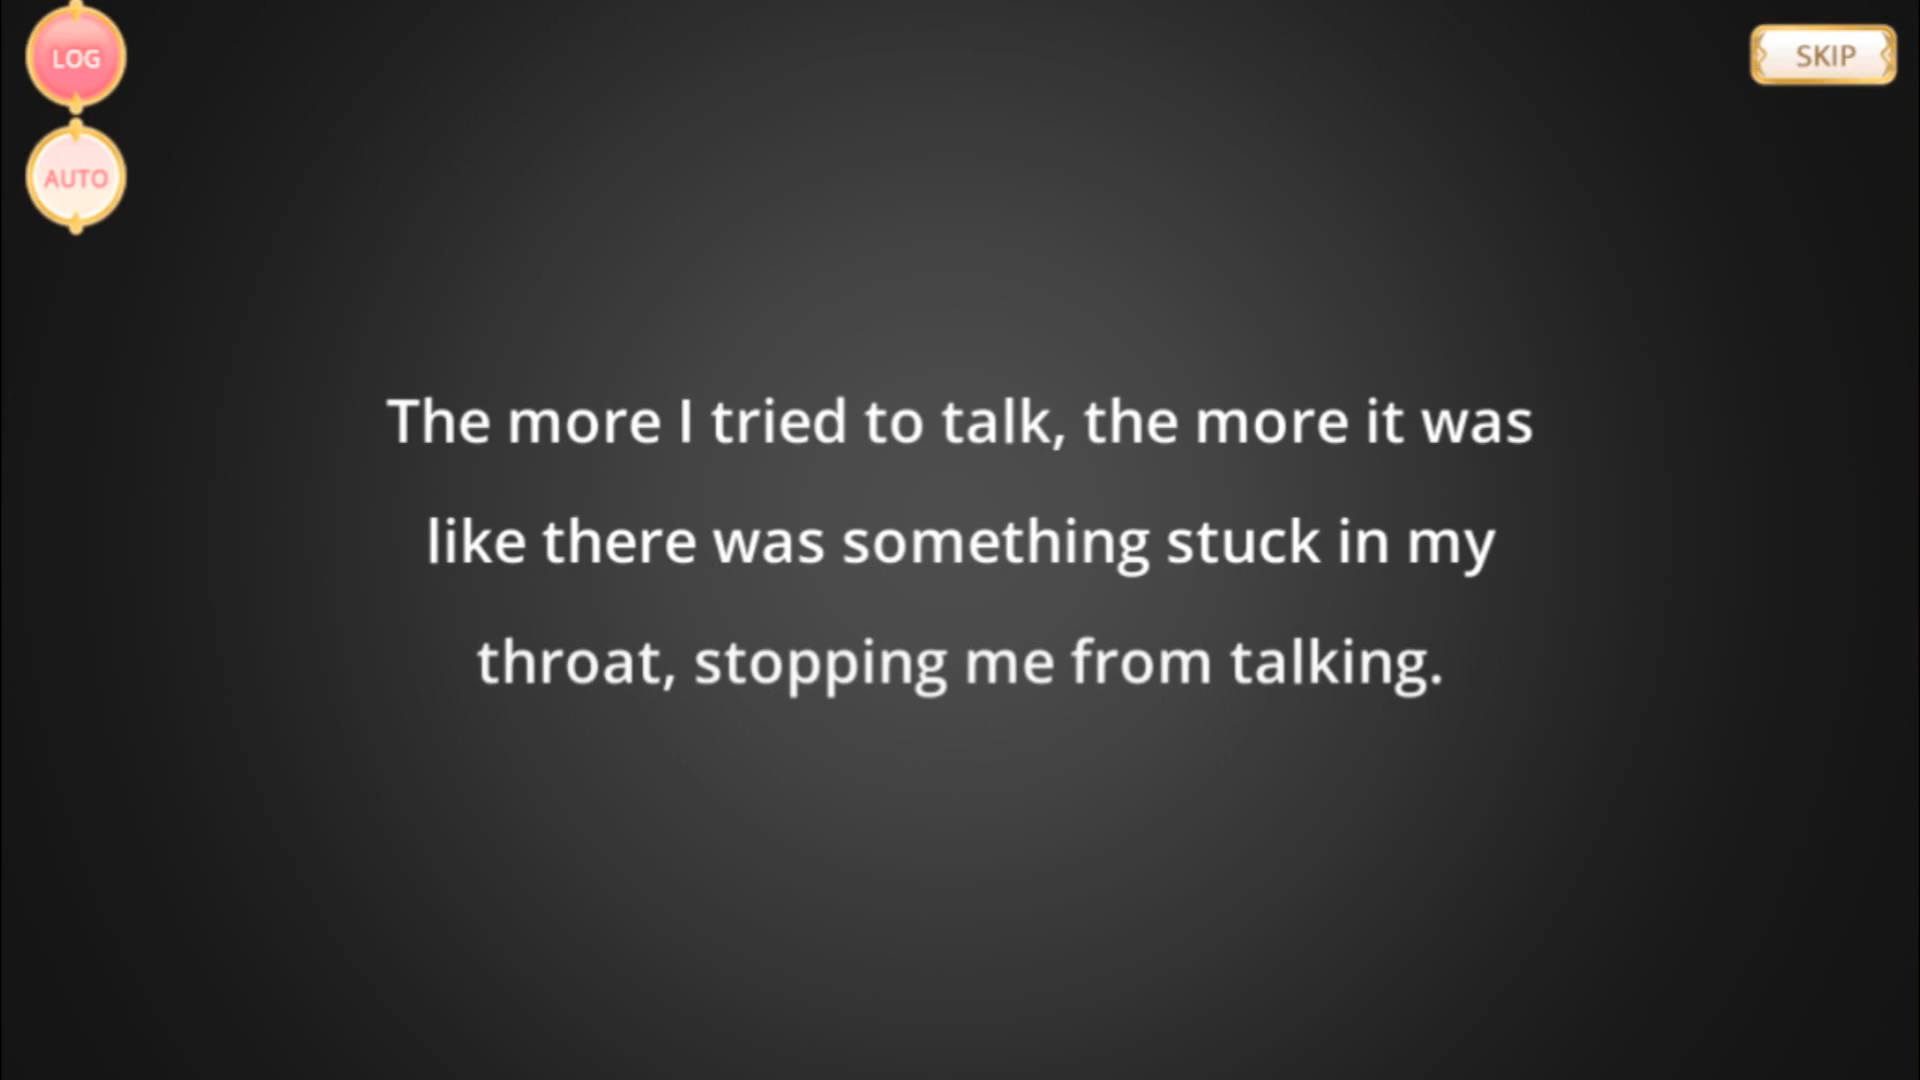 LOG
SKIP
AUTO
The more I tried to talk, the more it was
like there was something stuck in my
throat, stopping me from talking.